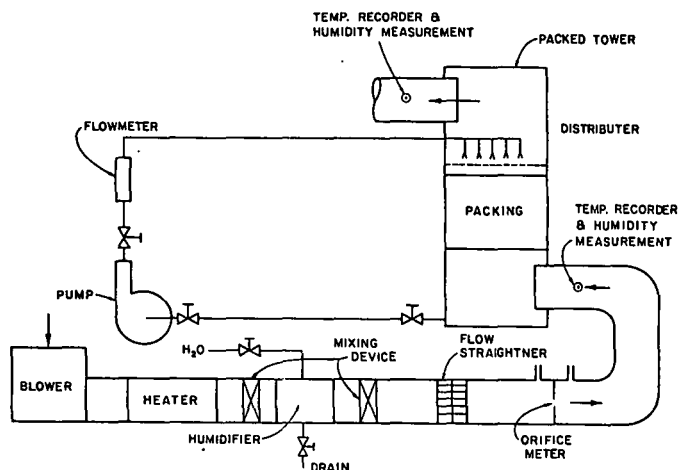 TEMP. RECORDER &
HUMIDITY MEASUREMENT
PACKED TOWER
FLOWMETER
DISTRIBUTER
PACKING
TEMP. RECORDER
& HUMIDITY
MEASUREMENT
PUMP
H₂O
MIXING
DEVICE
FLOW
STRAIGHTNER
BLOWER
HEATER
HUMIDIFIER
ORIFICE
METER
DRAIN